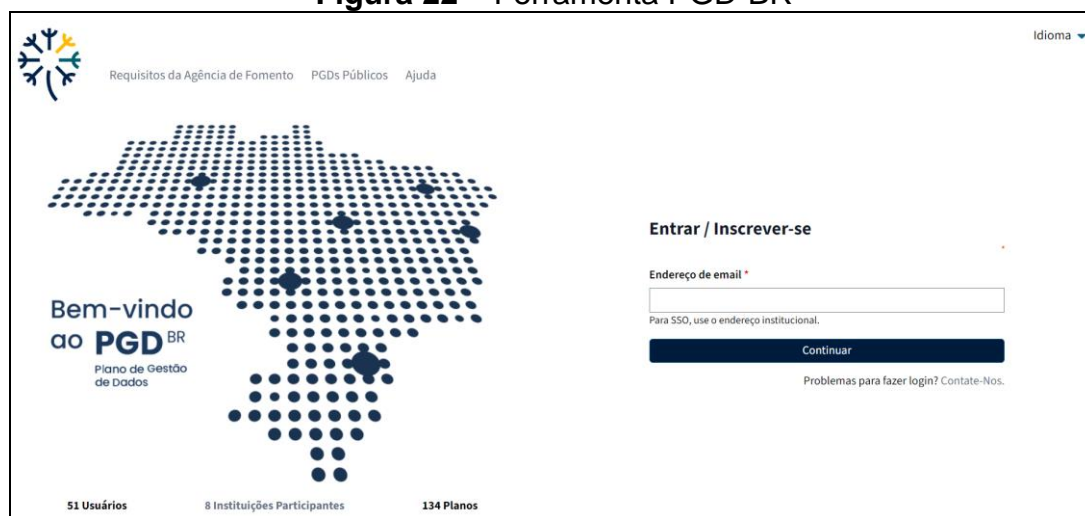 Figura 22 – Ferramenta PGD-BR
Idioma
Requisitos da Agência de Fomento PGDs Públicos Ajuda
Entrar / Inscrever-se
*
Endereço de email *
Para SSO, use o endereço institucional.
Continuar
Problemas para fazer login? Contate-Nos.
Bem-vindo
ao PGD BR
Plano de Gestão
de Dados
51 Usuários 8 Instituições Participantes 134 Planos